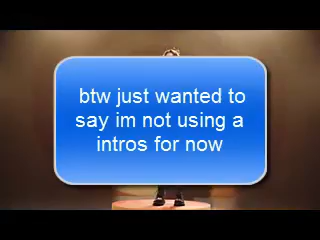 btw just wanted to
say im not using a
intros for now